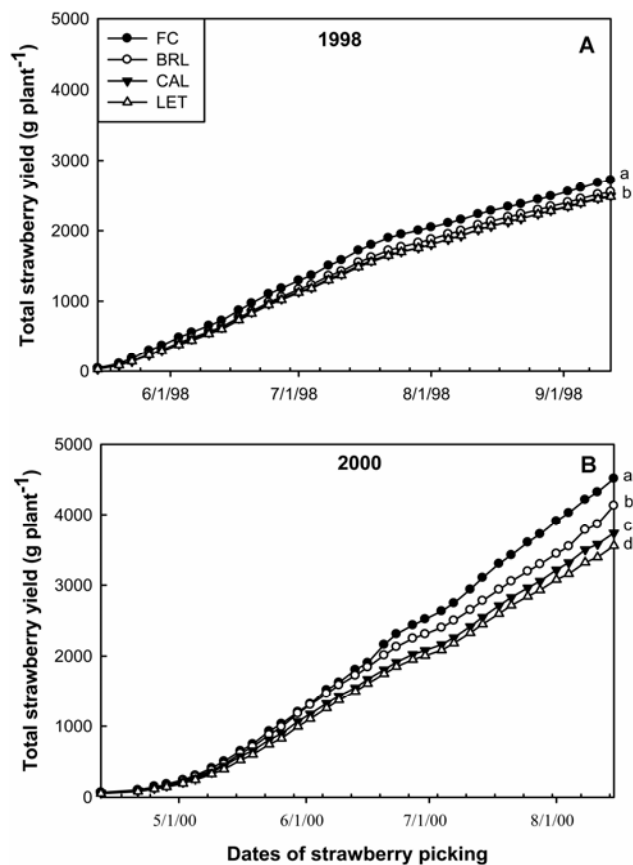 5000
1998
A
FC
BRL
CAL
LET
4000
3000
2000
1000
0
Total strawberry yield (g plant-1)
a
b
6/1/98
7/1/98
8/1/98
9/1/98
5000
2000
B
4000
3000
2000
1000
0
Total strawberry yield (g plant-1)
a
b
c
d
5/1/00
6/1/00
7/1/00
8/1/00
Dates of strawberry picking